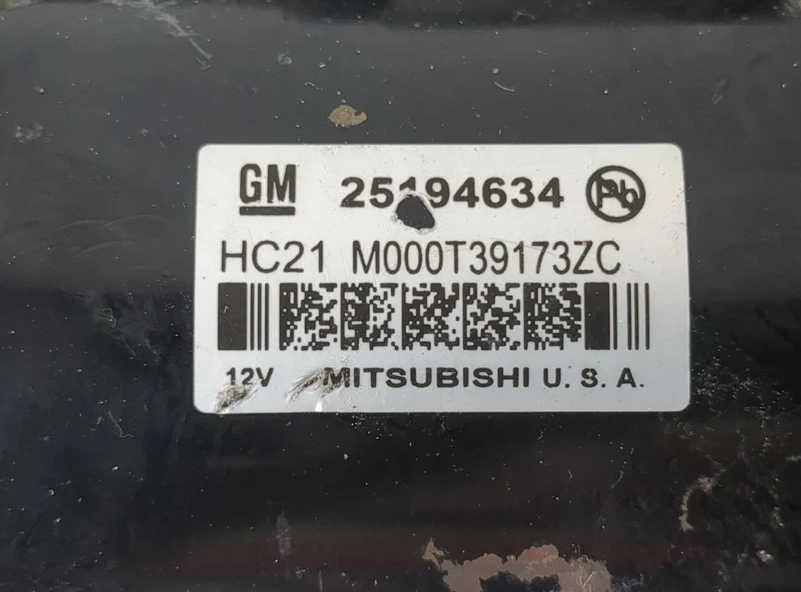 GM 25194634 Pb
HC21 M000T39173ZC
12V MITSUBISHI U. S. A.